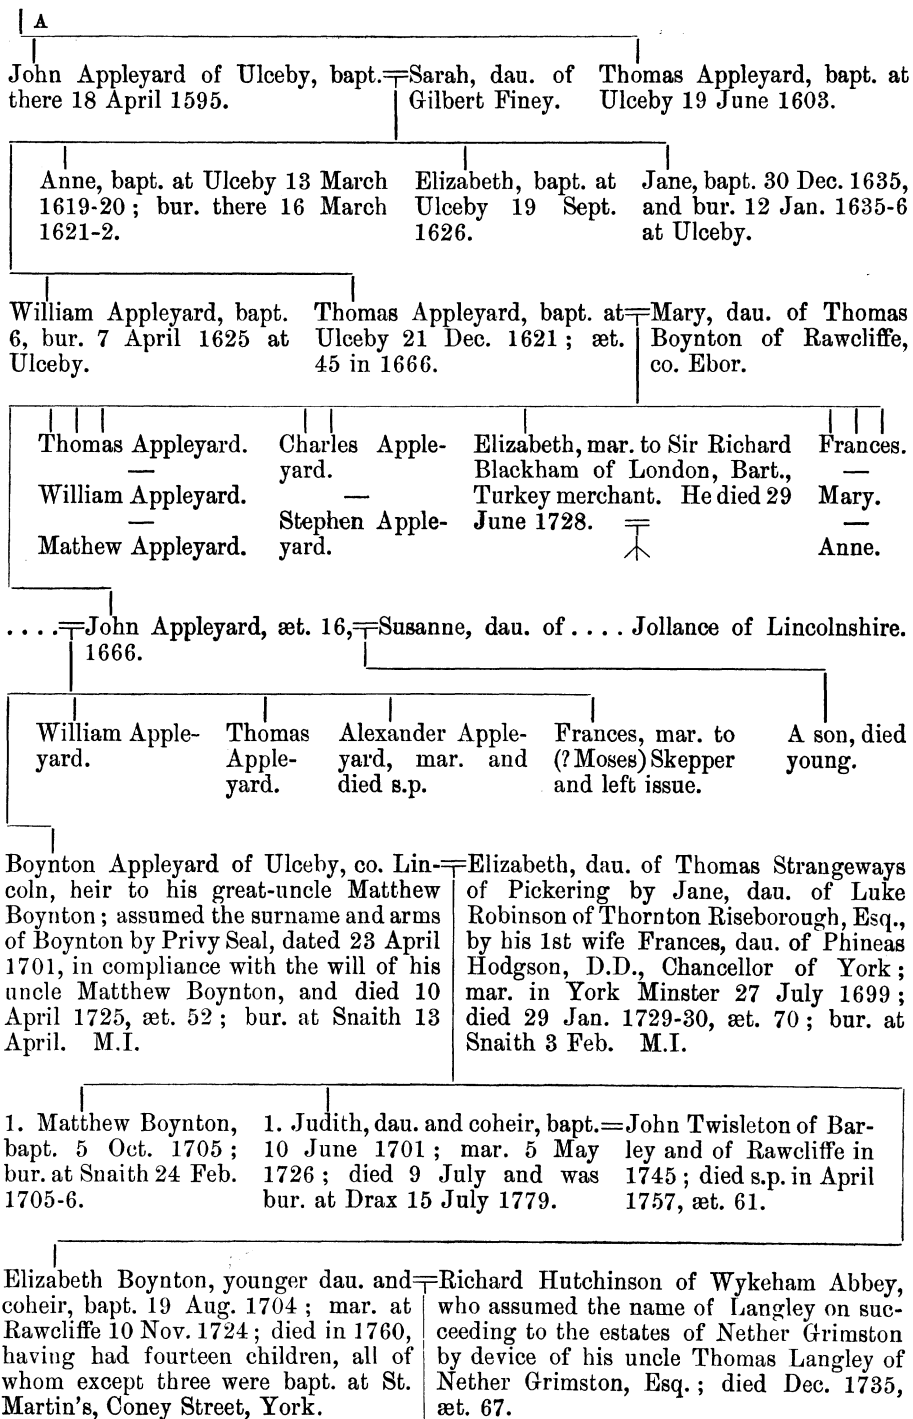 A
John Appleyard of Ulceby, bapt.
there 18 April 1595.
Sarah, dau. of
Gilbert Finey.
Thomas Appleyard, bapt. at
Ulceby 19 June 1603.
Anne, bapt. at Ulceby 13 March
1619-20 ; bur. there 16 March
1621-2.
Elizabeth, bapt. at
Ulceby 19 Sept.
1626.
Jane, bapt. 30 Dec. 1635,
and bur. 12 Jan. 1635-6
at Ulceby.
William Appleyard, bapt.
6, bur. 7 April 1625 at
Ulceby.
Thomas Appleyard, bapt. at
Ulceby 21 Dec. 1621 ; æt.
45 in 1666.
Mary, dau. of Thomas
Boynton of Rawcliffe,
co. Ebor.
Thomas Appleyard.
—
William Appleyard.
—
Mathew Appleyard.
Charles Apple-
yard.
—
Stephen Apple-
yard.
Elizabeth, mar. to Sir Richard
Blackham of London, Bart.,
Turkey merchant. He died 29
June 1728.
Frances.
—
Mary.
—
Anne.
. . . .
John Appleyard, æt. 16,
1666.
Susanne, dau. of . . . . Jollance of Lincolnshire.
William Apple-
yard.
Thomas
Apple-
yard.
Alexander Apple-
yard, mar. and
died s.p.
Frances, mar. to
(? Moses) Skepper
and left issue.
A son, died
young.
Boynton Appleyard of Ulceby, co. Lin-
coln, heir to his great-uncle Matthew
Boynton ; assumed the surname and arms
of Boynton by Privy Seal, dated 23 April
1701, in compliance with the will of his
uncle Matthew Boynton, and died 10
April 1725, æt. 52 ; bur. at Snaith 13
April. M.I.
Elizabeth, dau. of Thomas Strangeways
of Pickering by Jane, dau. of Luke
Robinson of Thornton Riseborough, Esq.,
by his 1st wife Frances, dau. of Phineas
Hodgson, D.D., Chancellor of York ;
mar. in York Minster 27 July 1699 ;
died 29 Jan. 1729-30, æt. 70 ; bur. at
Snaith 3 Feb. M.I.
1. Matthew Boynton,
bapt. 5 Oct. 1705 ;
bur. at Snaith 24 Feb.
1705-6.
1. Judith, dau. and coheir, bapt.=
10 June 1701 ; mar. 5 May
1726 ; died 9 July and was
bur. at Drax 15 July 1779.
John Twisleton of Bar-
ley and of Rawcliffe in
1745 ; died s.p. in April
1757, æt. 61.
Elizabeth Boynton, younger dau. and
coheir, bapt. 19 Aug. 1704 ; mar. at
Rawcliffe 10 Nov. 1724 ; died in 1760,
having had fourteen children, all of
whom except three were bapt. at St.
Martin's, Coney Street, York.
Richard Hutchinson of Wykeham Abbey,
who assumed the name of Langley on suc-
ceeding to the estates of Nether Grimston
by device of his uncle Thomas Langley of
Nether Grimston, Esq. ; died Dec. 1735,
æt. 67.